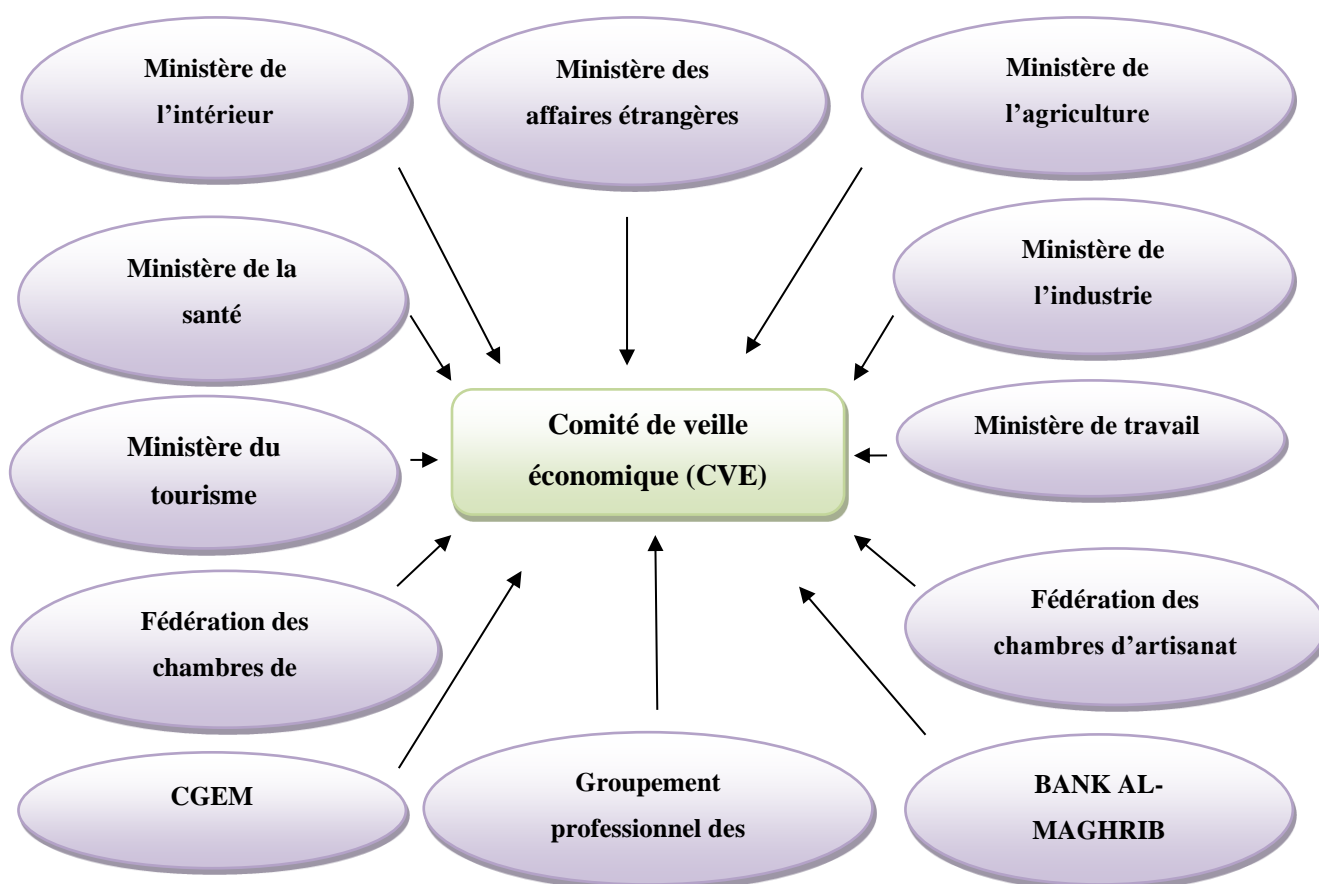 Ministère de
l’intérieur
Ministère des
affaires étrangères
Ministère de
l’agriculture
Ministère de la
santé
Ministère de
l’industrie
Comité de veille
économique (CVE)
Ministère du
tourisme
Ministère de travail
Fédération des
chambres de
Fédération des
chambres d’artisanat
CGEM
Groupement
professionnel des
BANK AL-
MAGHRIB